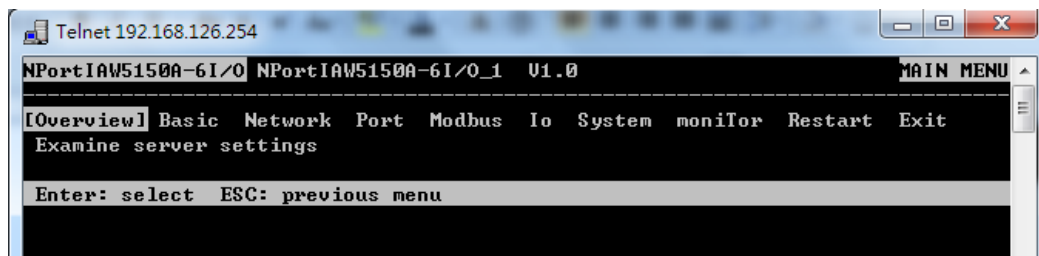 Telnet 192.168.126.254
NPortIAW5150A-6I/O NPortIAW5150A-6I/O_1 V1.0 MAIN MENU
[Overview] Basic Network Port Modbus Io System moniTor Restart Exit
Examine server settings
Enter: select ESC: previous menu